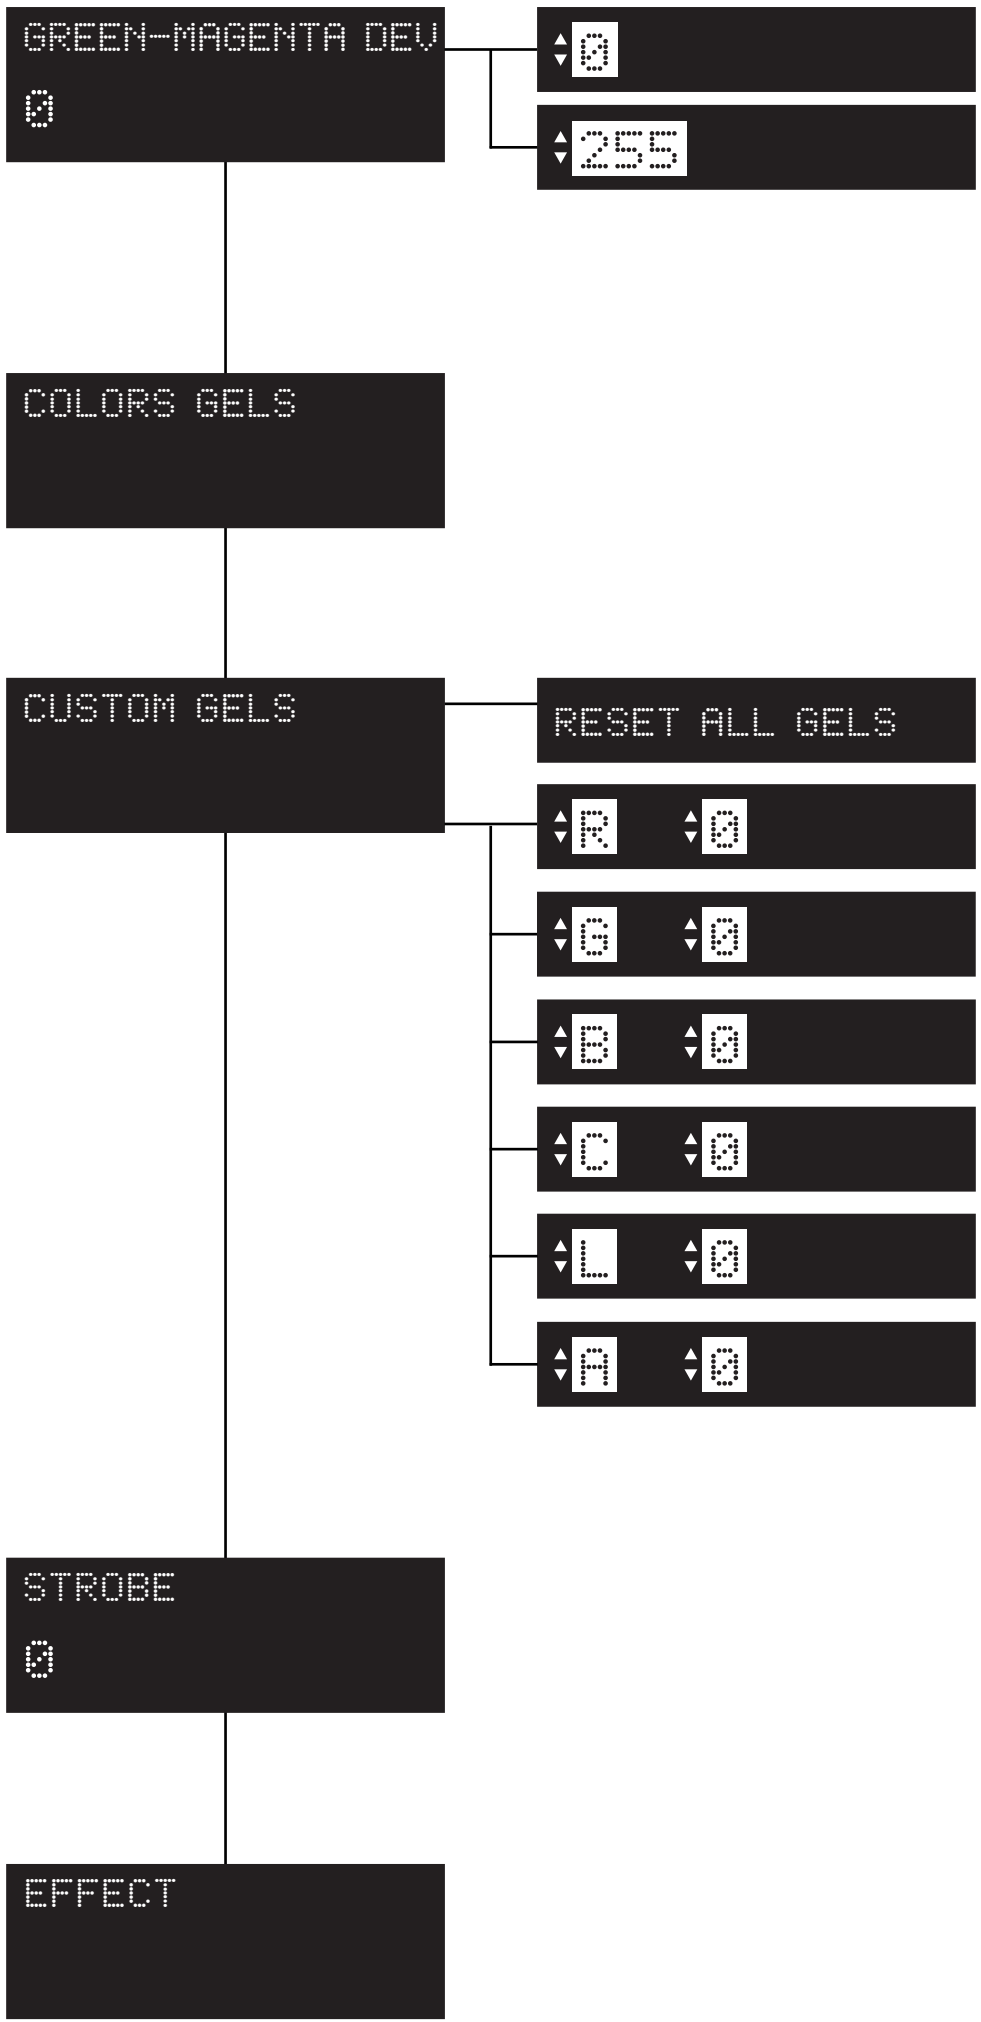 GREEN-MAGENTA DEV
0
0
255
COLORS GELS
CUSTOM GELS
RESET ALL GELS
R 0
G 0
B 0
C 0
L 0
A 0
STROBE
0
EFFECT